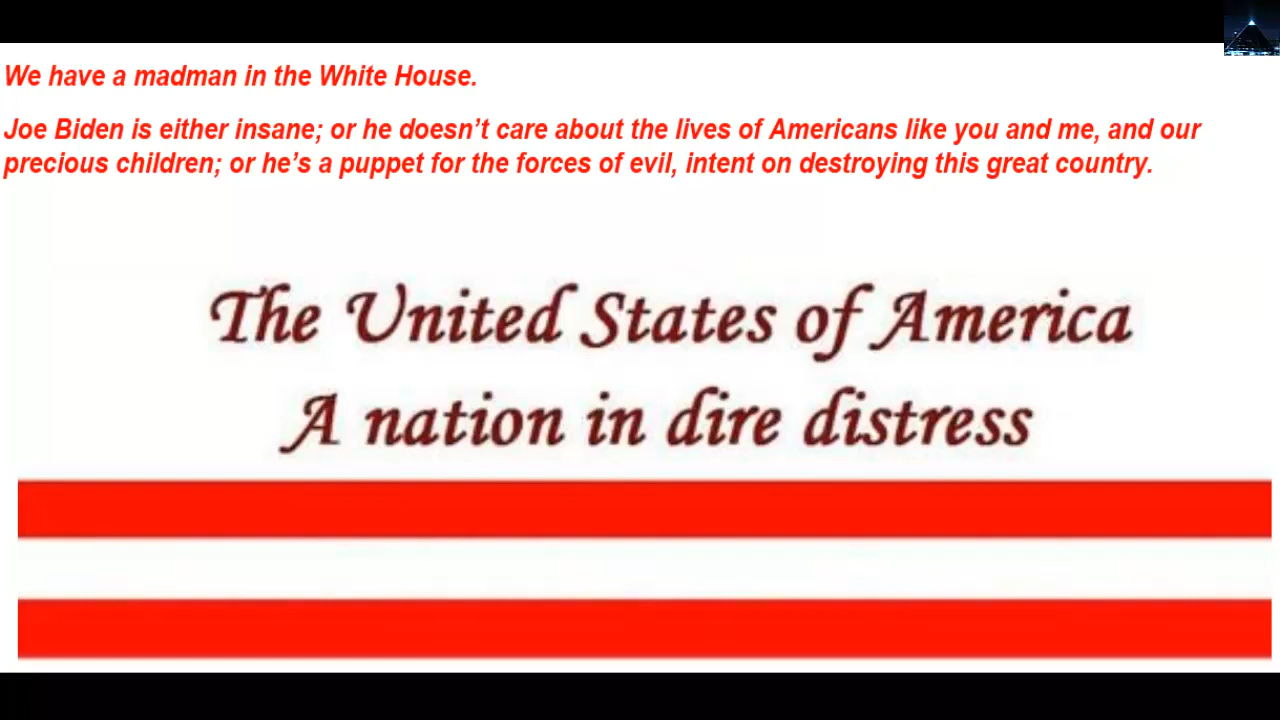 We have a madman in the White House.
Joe Biden is either insane; or he doesn't care about the lives of Americans like you and me, and our
precious children; or he's a puppet for the forces of evil, intent on destroying this great country.
The United States of America
A nation in dire distress